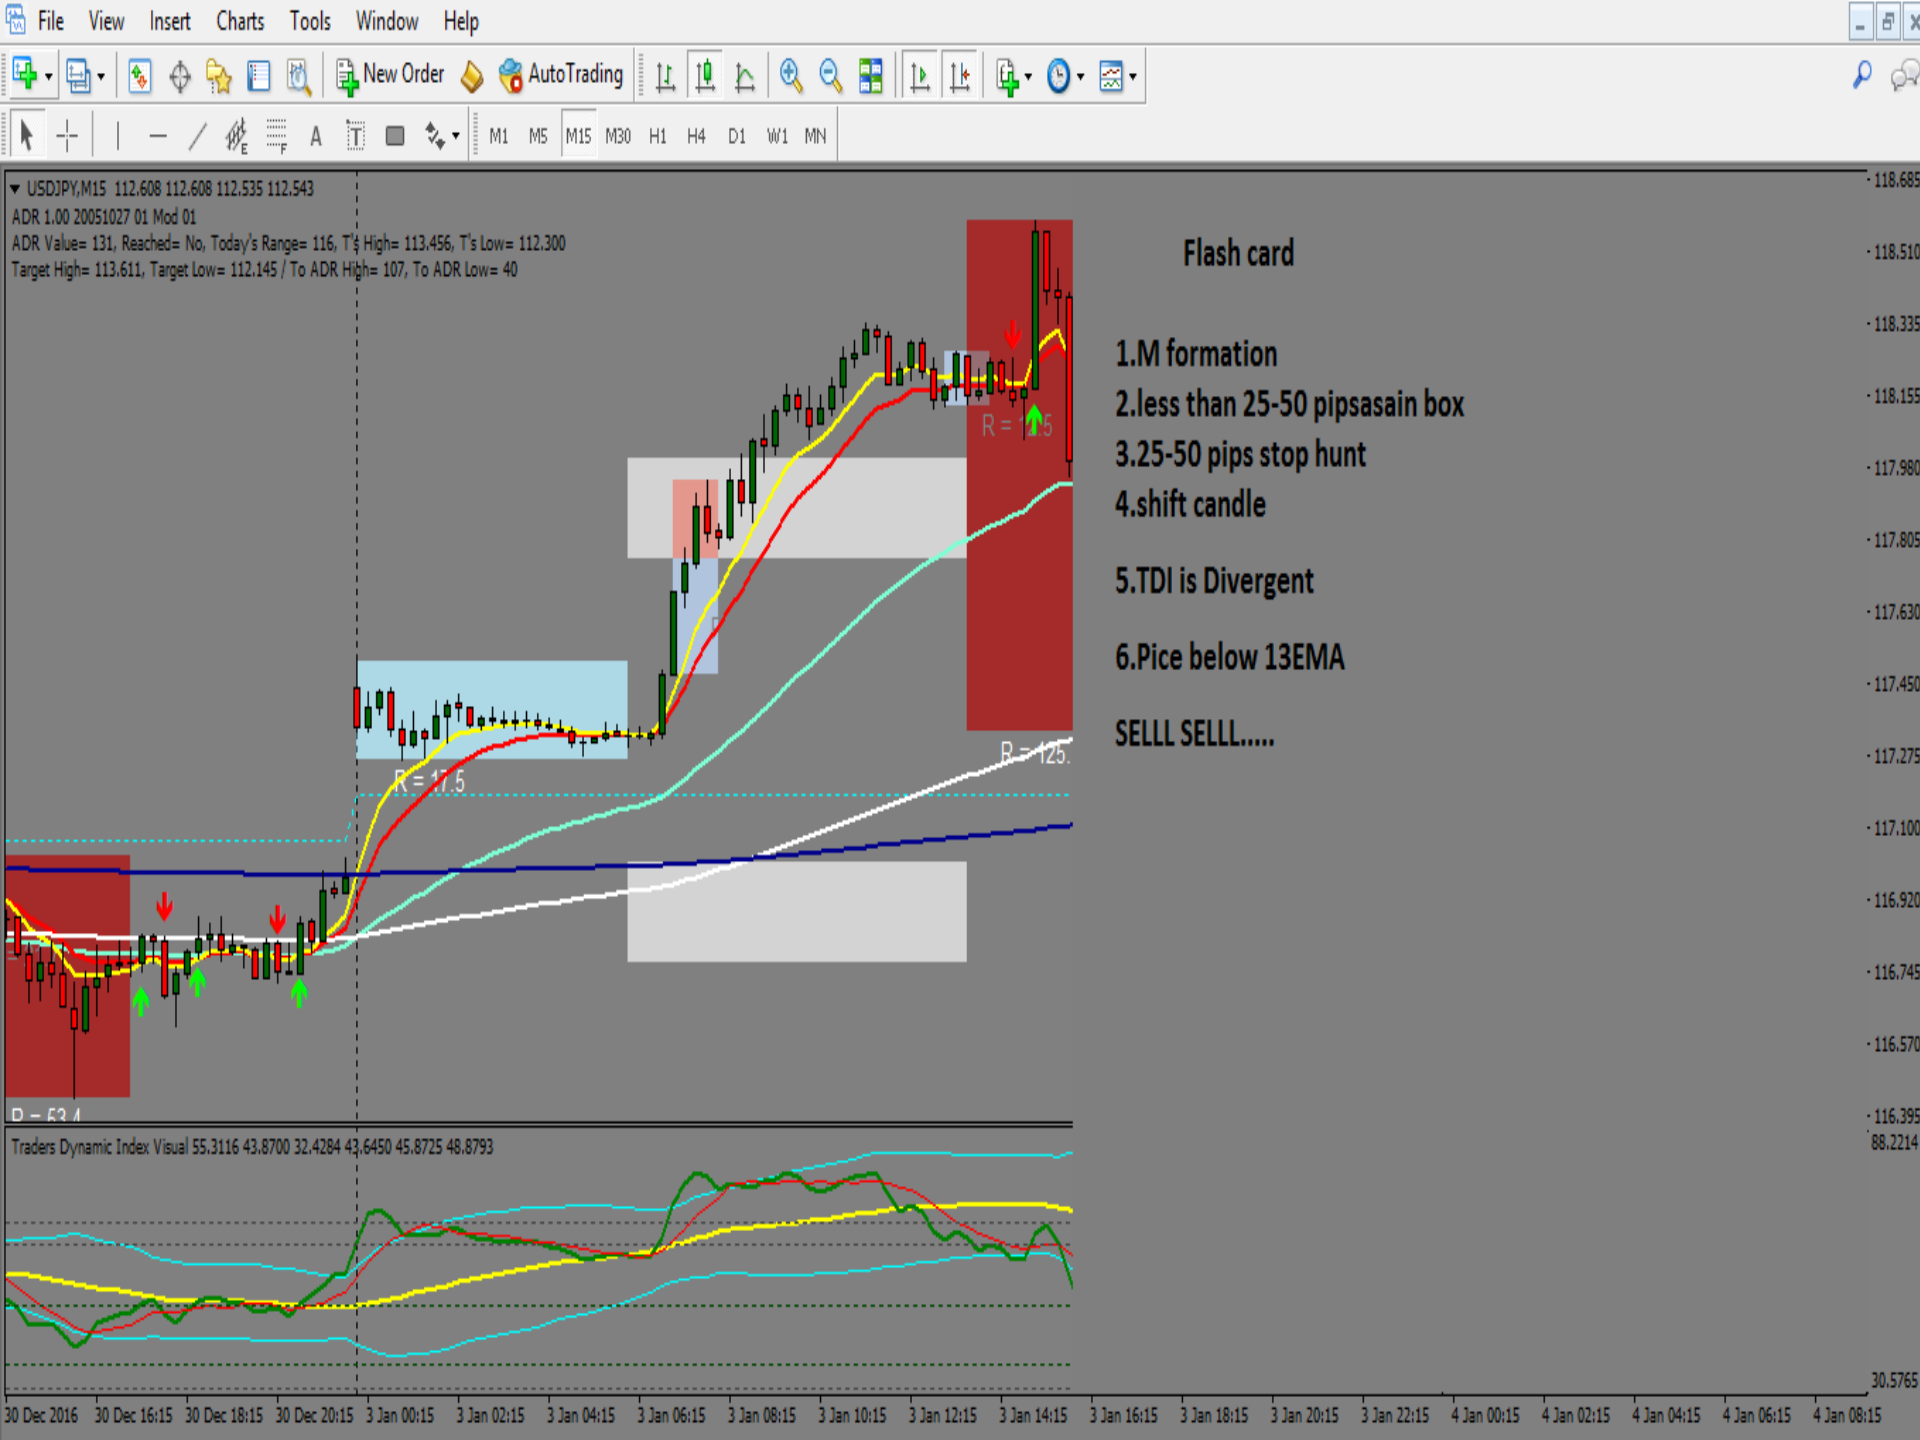 File View Insert Charts Tools Window Help
New Order AutoTrading
E F A T M1 M5 M15 M30 H1 H4 D1 W1 MN
USDJPY,M15 112.608 112.608 112.535 112.543
ADR 1.00 20051027 01 Mod 01
ADR Value= 131, Reached= No, Today's Range= 116, T's High= 113.456, T's Low= 112.300
Target High= 113.611, Target Low= 112.145 / To ADR High= 107, To ADR Low= 40
Flash card
1.M formation
2.less than 25-50 pipsasain box
3.25-50 pips stop hunt
4.shift candle
5.TDI is Divergent
6.Pice below 13EMA
SELLL SELLL.....
R = 17.5
R = 125.
R = 53.4
118.685
118.510
118.335
118.155
117.980
117.805
117.630
117.450
117.275
117.100
116.920
116.745
116.570
116.395
Traders Dynamic Index Visual 55.3116 43.8700 32.4284 43.6450 45.8725 48.8793
88.2214
30.5765
30 Dec 2016 30 Dec 16:15 30 Dec 18:15 30 Dec 20:15 3 Jan 00:15 3 Jan 02:15 3 Jan 04:15 3 Jan 06:15 3 Jan 08:15 3 Jan 10:15 3 Jan 12:15 3 Jan 14:15 3 Jan 16:15 3 Jan 18:15 3 Jan 20:15 3 Jan 22:15 4 Jan 00:15 4 Jan 02:15 4 Jan 04:15 4 Jan 06:15 4 Jan 08:15